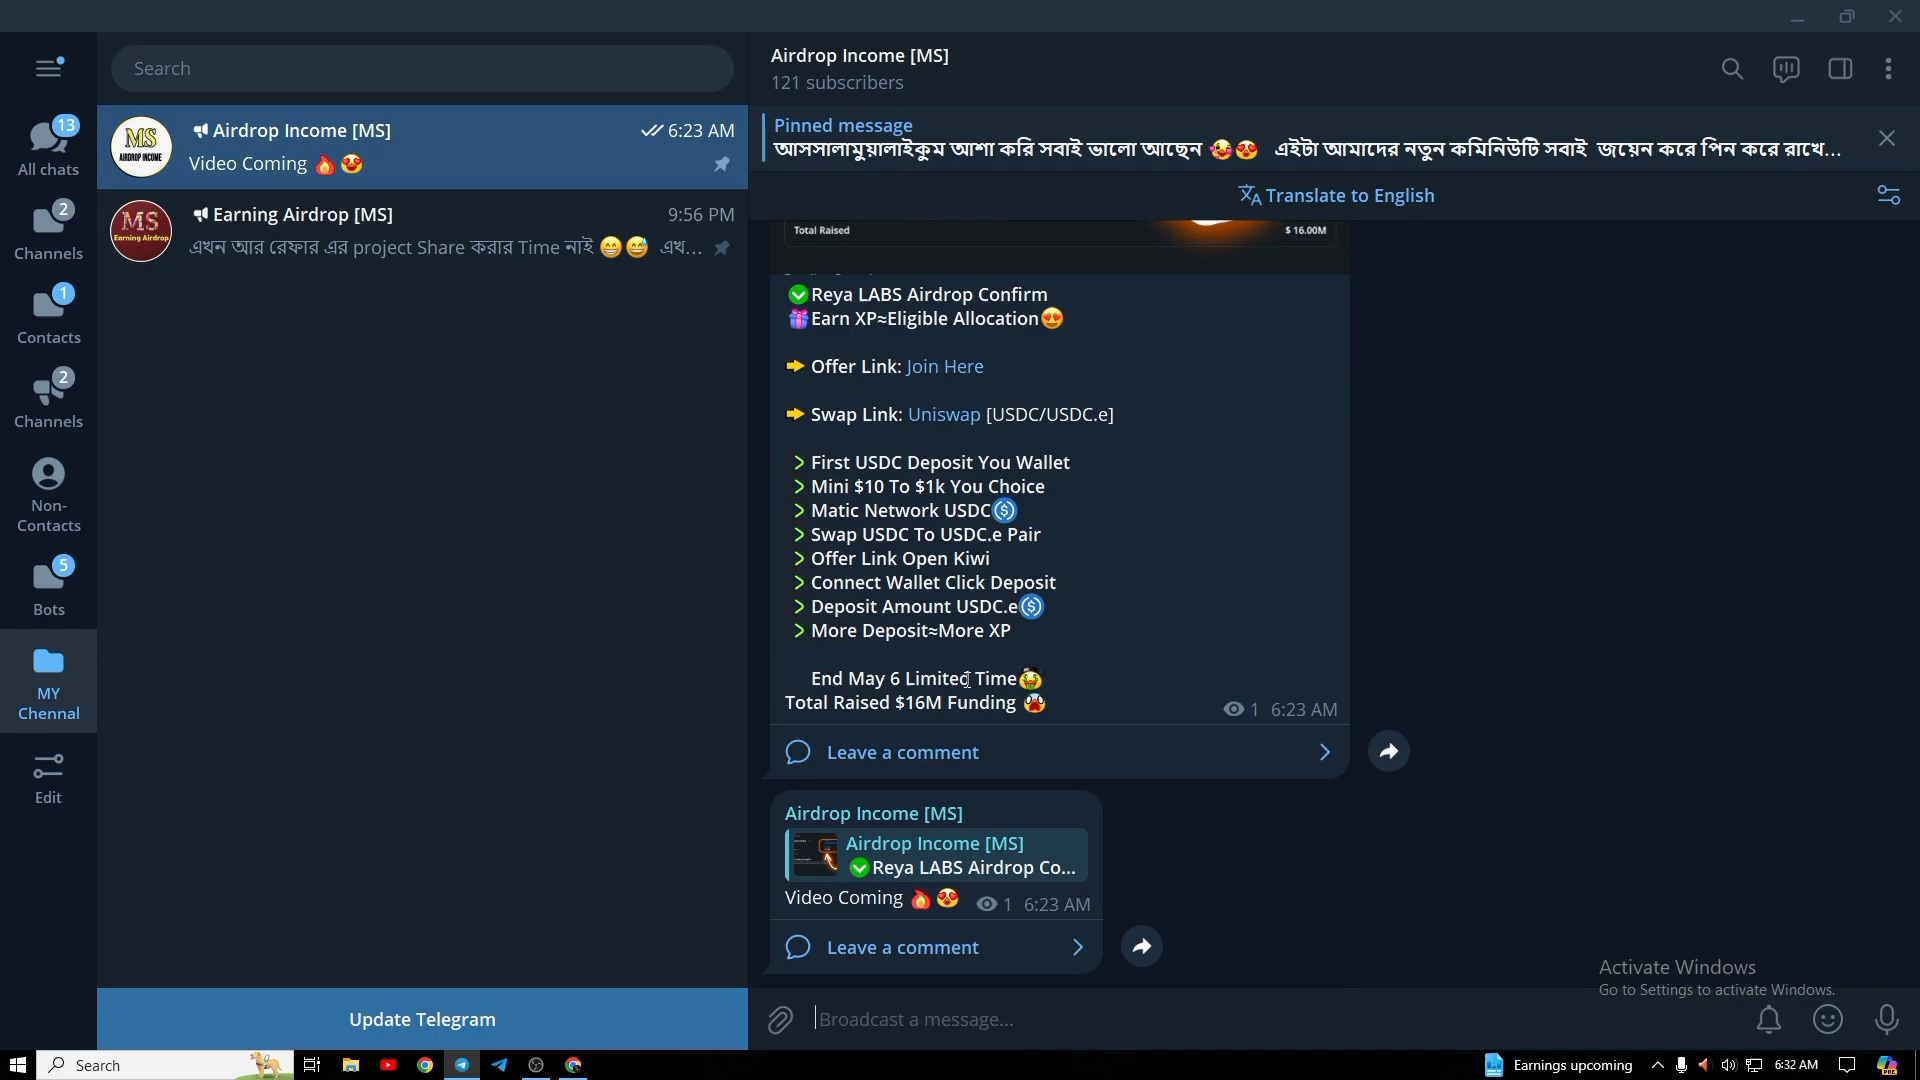 Search
All chats
13
Channels
2
Contacts
1
Channels
2
Non-
Contacts
Bots
5
MY
Chennal
Edit
MS
AIRDROP INCOME
Airdrop Income [MS]
6:23 AM
Video Coming 🔥😍
MS
Earning Airdrop
Earning Airdrop [MS]
9:56 PM
এখন আর রেফার এর project Share করার Time নাই 😁😅 এখ...
Update Telegram
Airdrop Income [MS]
121 subscribers
Pinned message
আসসালামুয়ালাইকুম আশা করি সবাই ভালো আছেন 🥰😍 এইটা আমাদের নতুন কমিনিউটি সবাই জয়েন করে পিন করে রাখে...
Translate to English
Total Raised
$ 16.00M
✅Reya LABS Airdrop Confirm
🎁Earn XP≈Eligible Allocation😍
➡ Offer Link: Join Here
➡ Swap Link: Uniswap [USDC/USDC.e]
> First USDC Deposit You Wallet
> Mini $10 To $1k You Choice
> Matic Network USDC
> Swap USDC To USDC.e Pair
> Offer Link Open Kiwi
> Connect Wallet Click Deposit
> Deposit Amount USDC.e
> More Deposit≈More XP
End May 6 Limited Time🤑
Total Raised $16M Funding
1 6:23 AM
Leave a comment
Airdrop Income [MS]
Airdrop Income [MS]
✅Reya LABS Airdrop Co...
Video Coming 🔥😍
1 6:23 AM
Leave a comment
Broadcast a message...
Activate Windows
Go to Settings to activate Windows.
Search
Earnings upcoming
6:32 AM
PRE